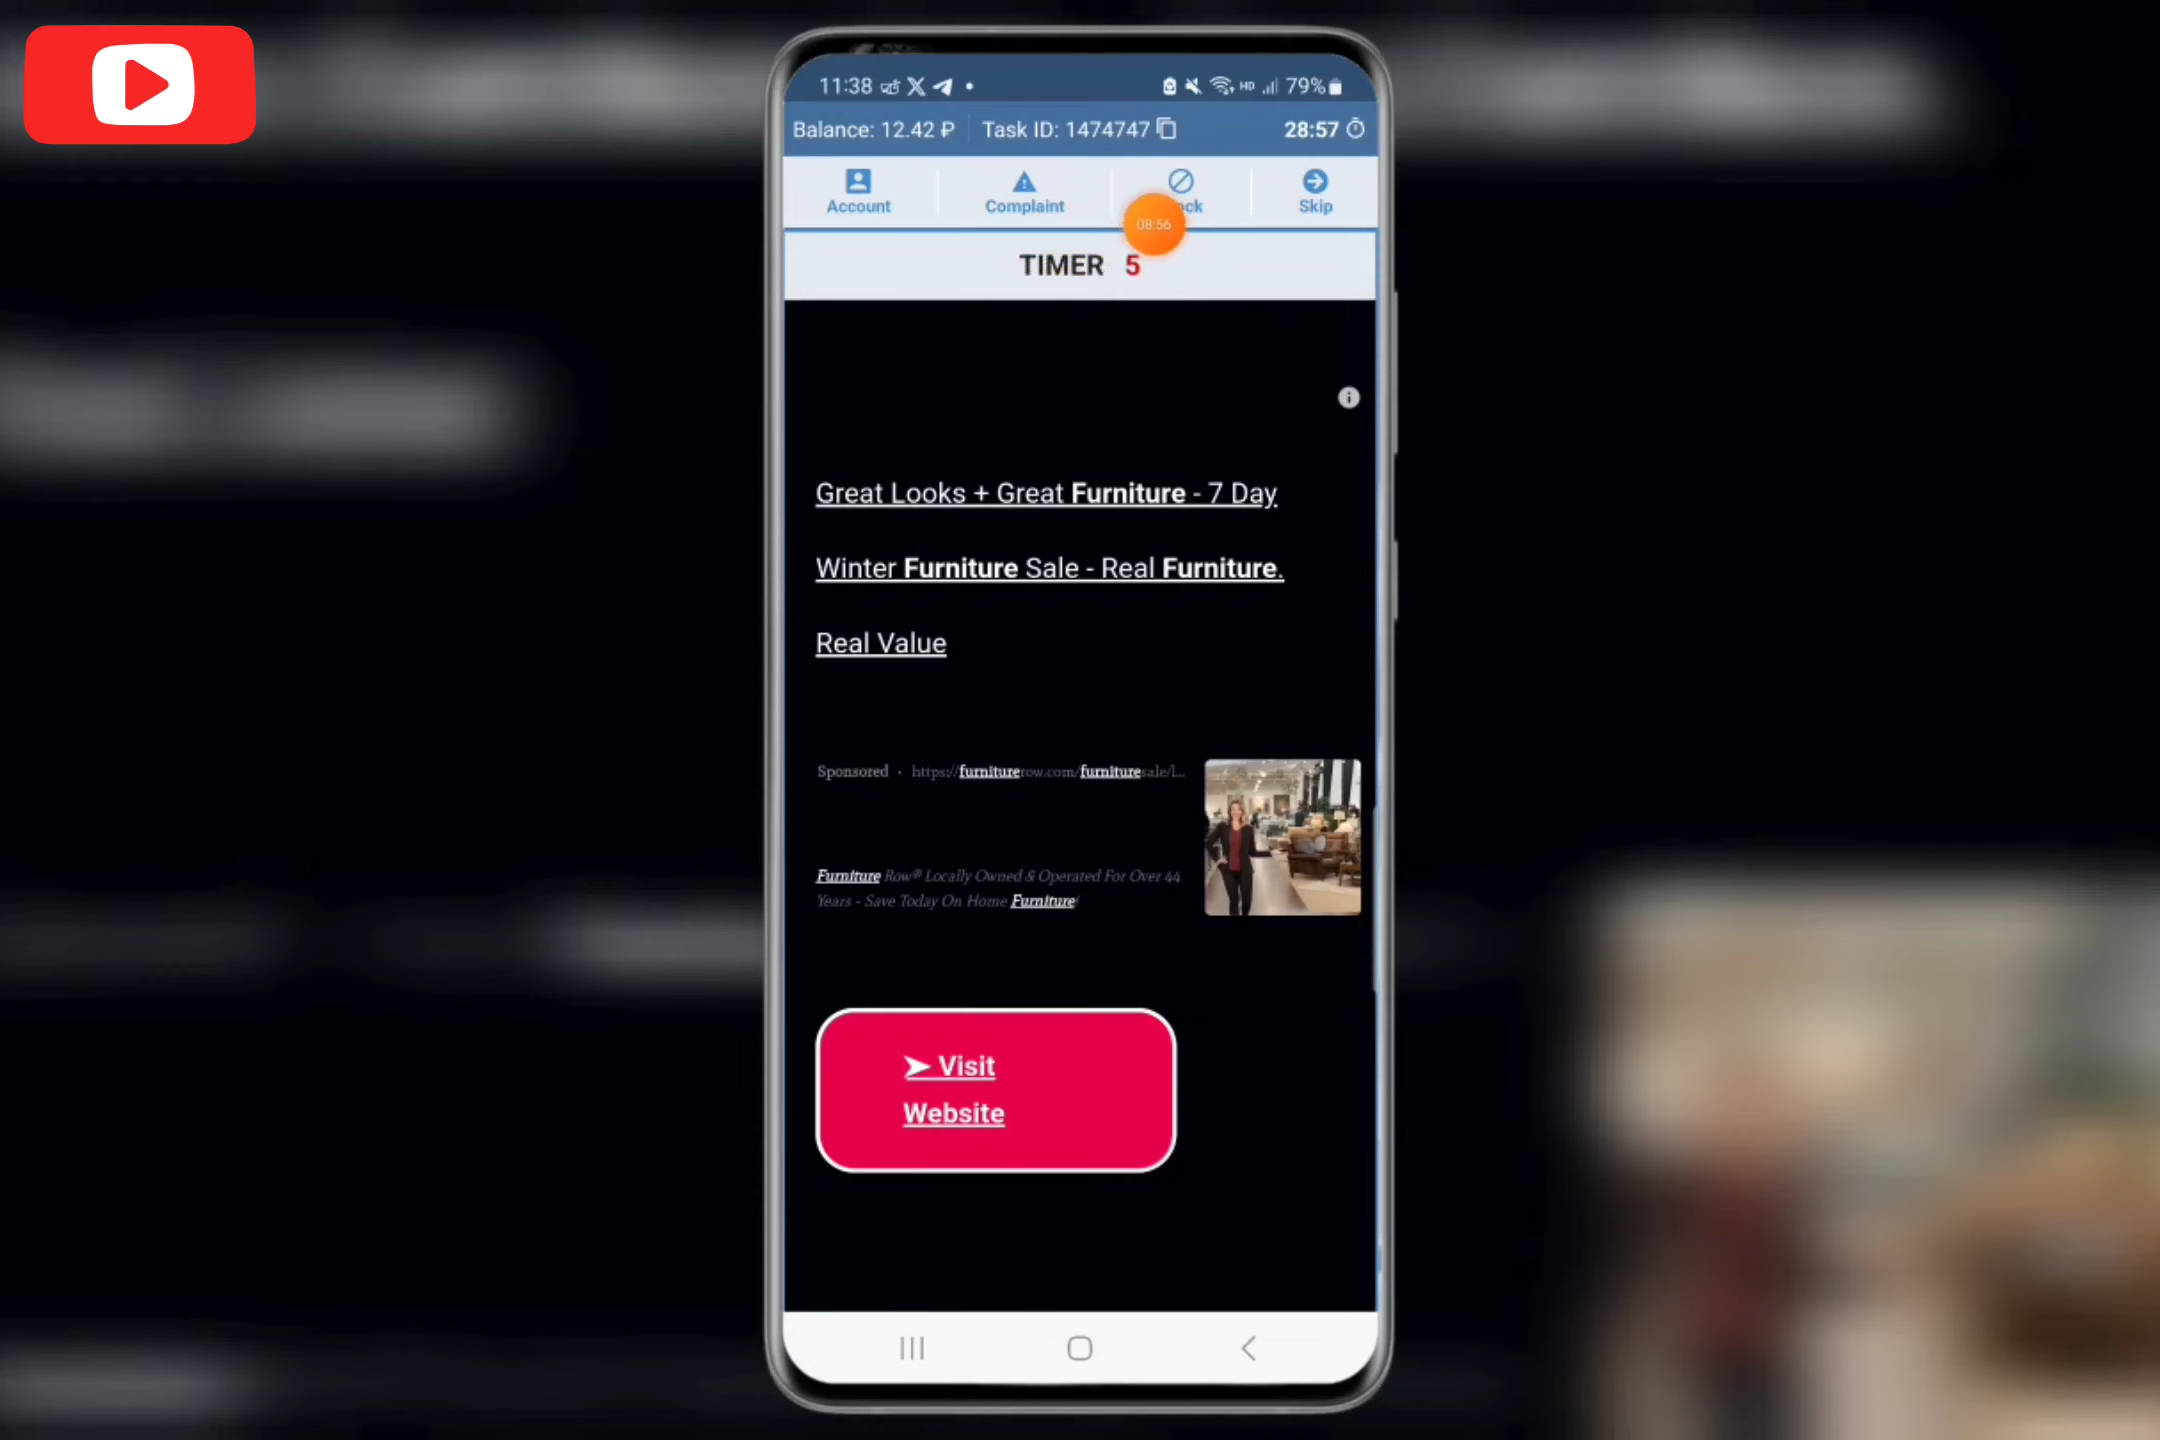 11:38 79%
Balance: 12.42 ₽ Task ID: 1474747 28:57
Account Complaint Skip
08:56
TIMER 5
Great Looks + Great Furniture - 7 Day
Winter Furniture Sale - Real Furniture.
Real Value
Sponsored · https://furniturerow.com/furnituresale/l...
Furniture Row® Locally Owned & Operated For Over 44
Years - Save Today On Home Furniture!
➤ Visit
Website